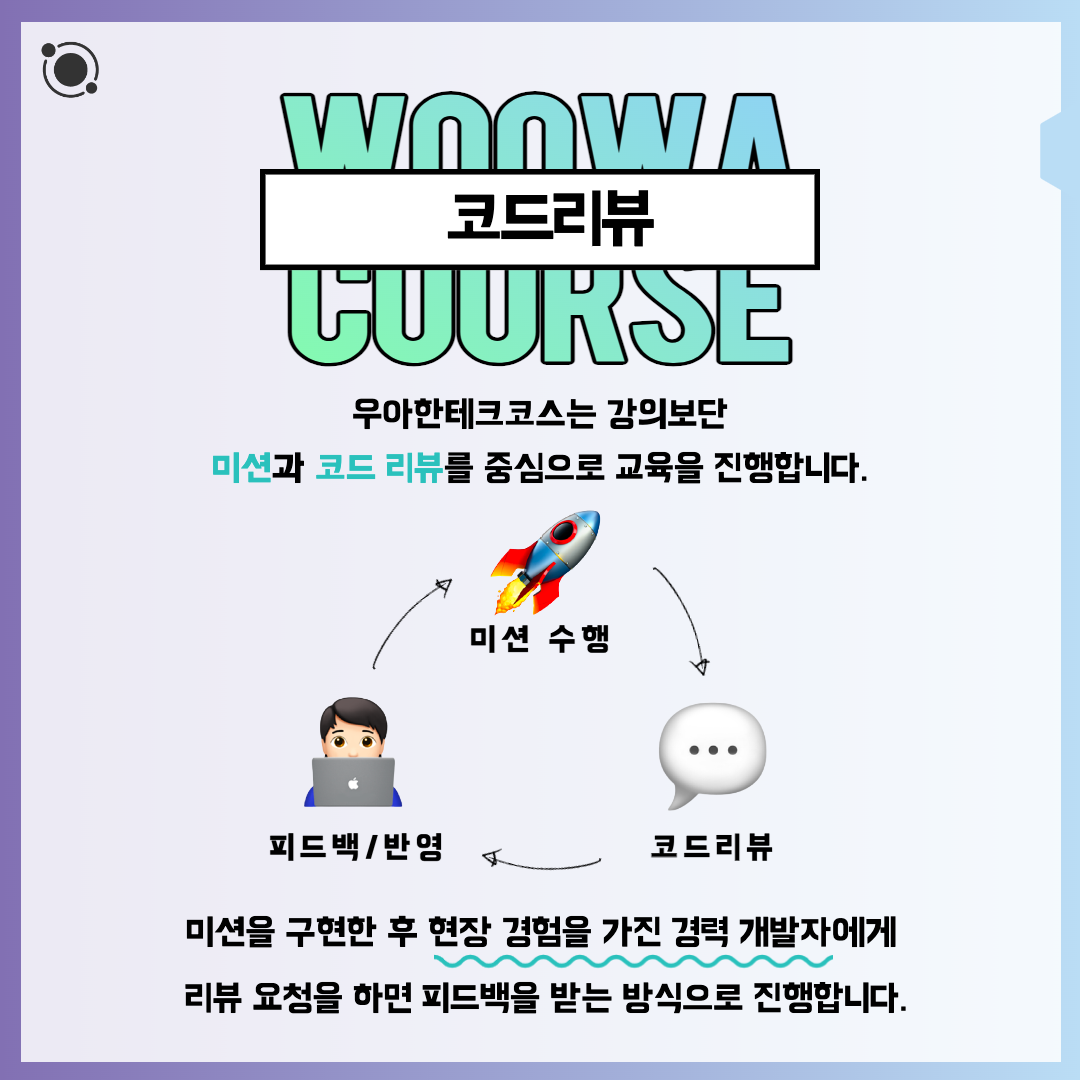 WOOWA
코드리뷰
COURSE
우아한테크코스는 강의보단
미션과 코드 리뷰를 중심으로 교육을 진행합니다.
미션 수행
피드백/반영
코드리뷰
미션을 구현한 후 현장 경험을 가진 경력 개발자에게
리뷰 요청을 하면 피드백을 받는 방식으로 진행합니다.